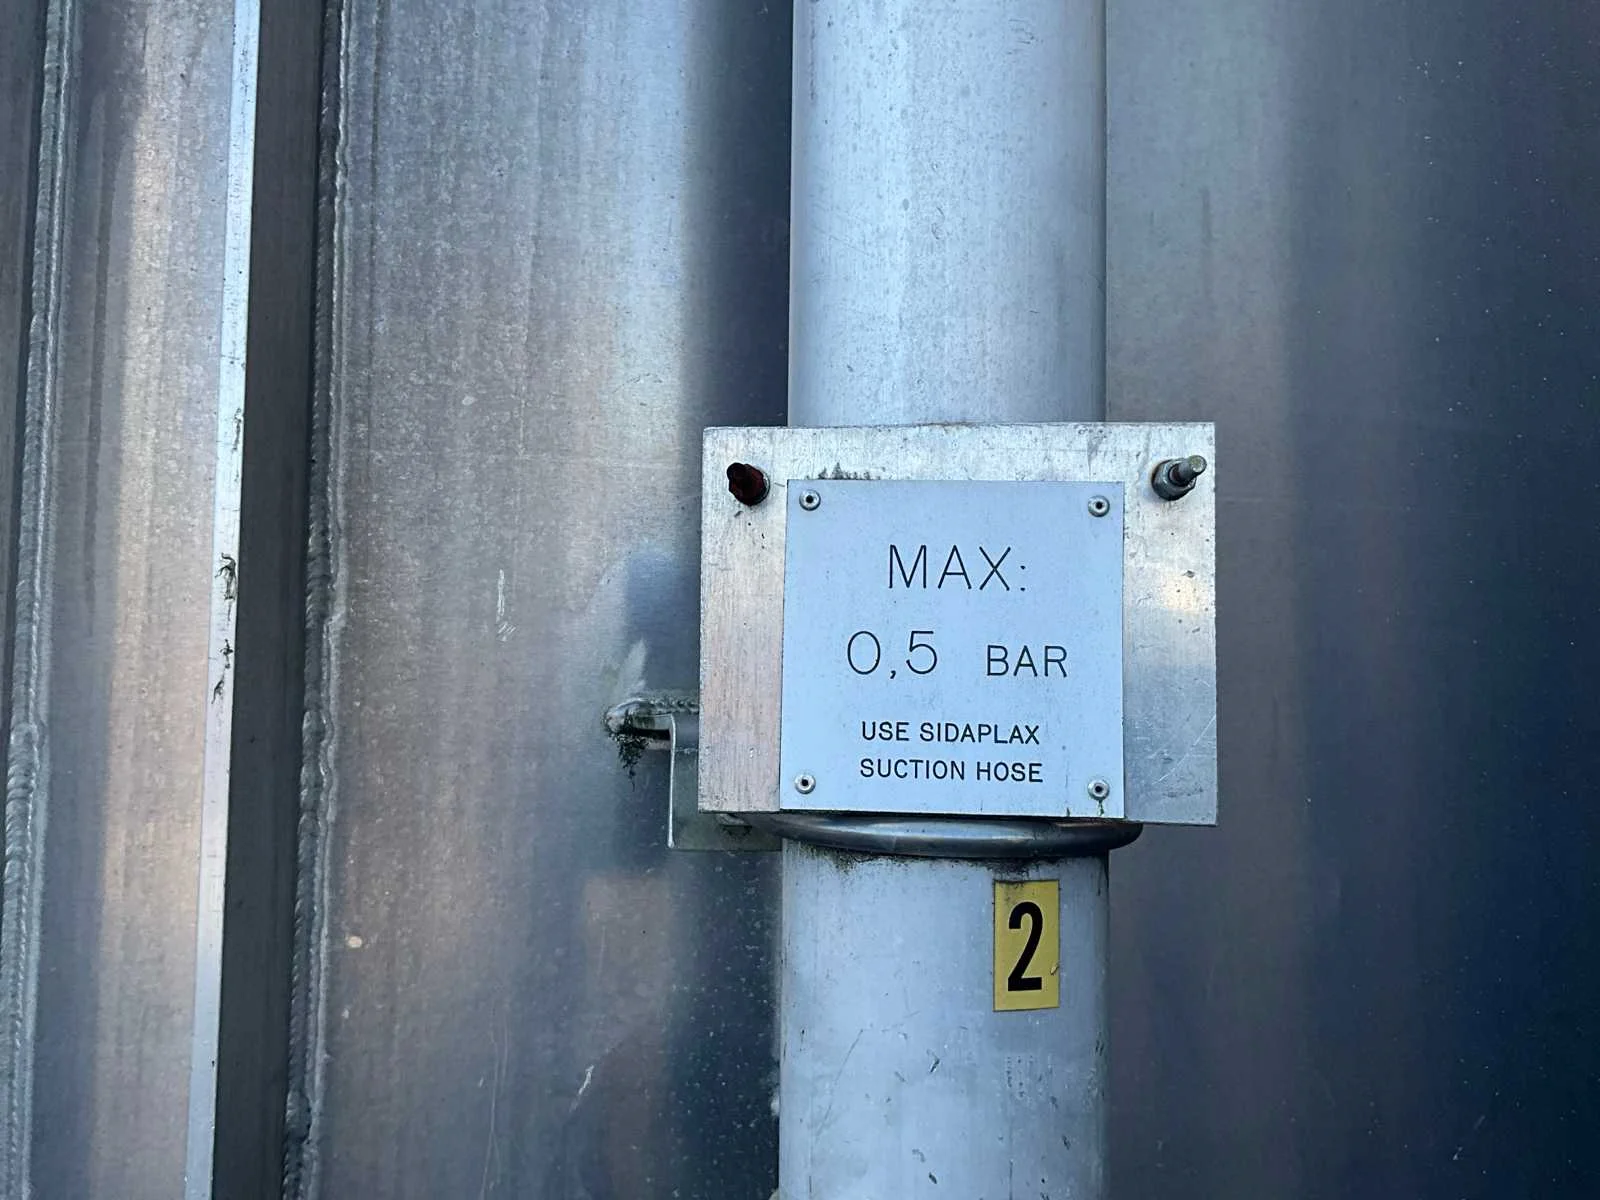 MAX:
0,5 BAR
USE SIDAPLAX
SUCTION HOSE
2